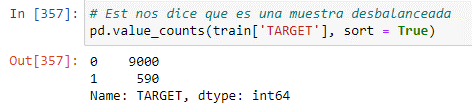 In [357]: # Est nos dice que es una muestra desbalanceada
pd.value_counts(train['TARGET'], sort = True)
Out[357]: 0    9000
1     590
Name: TARGET, dtype: int64